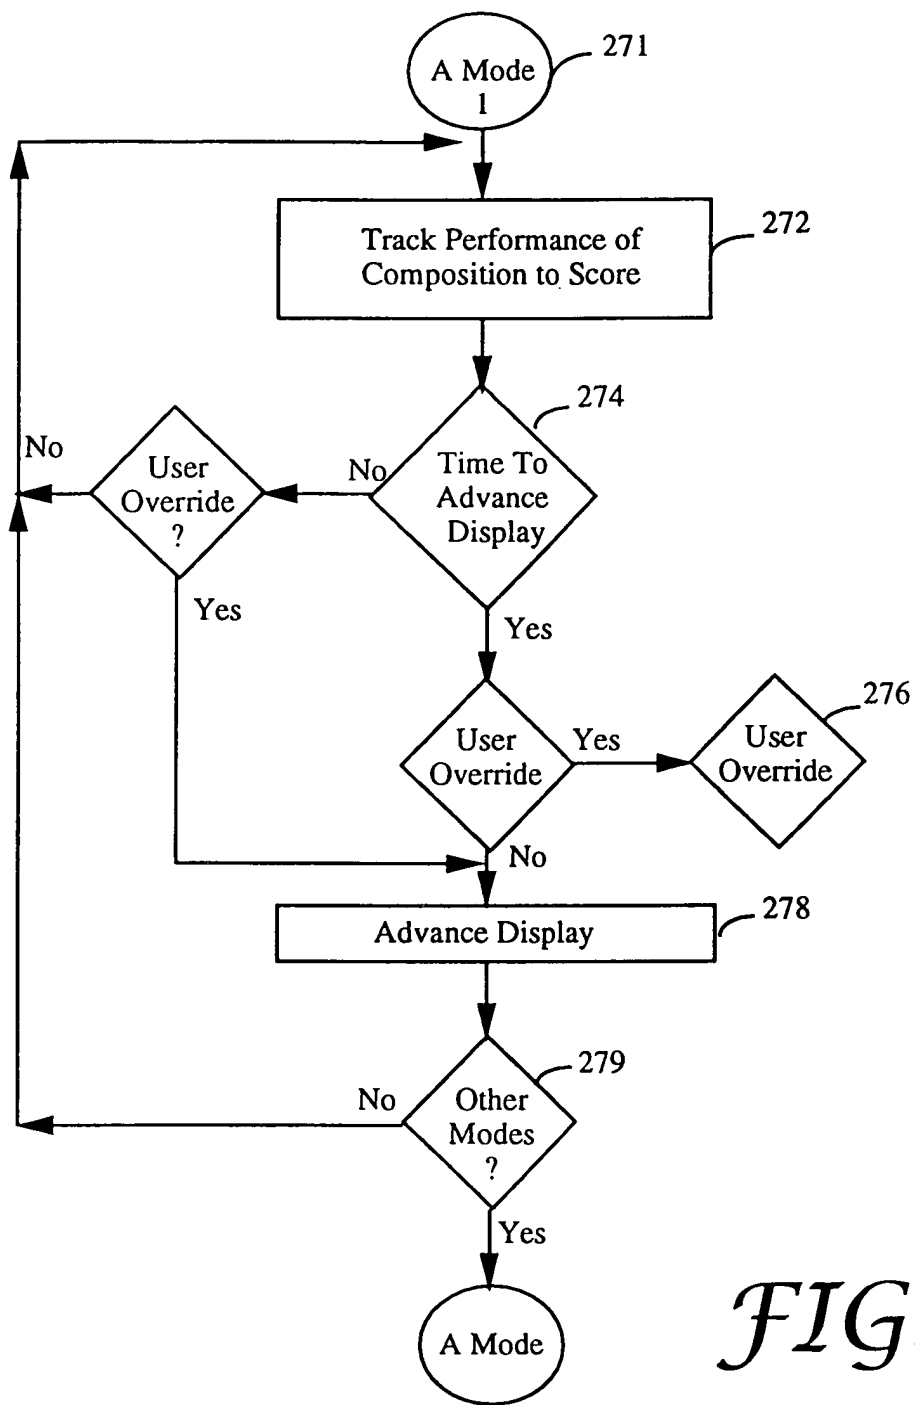 A Mode
1
271
Track Performance of
Composition to Score
272
Time To
Advance
Display
274
No
User
Override
?
No
Yes
Yes
User
Override
Yes
User
Override
276
No
Advance Display
278
Other
Modes
?
279
No
Yes
A Mode
FIG